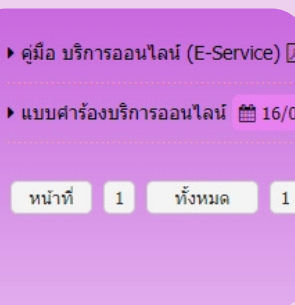 คู่มือ บริการออนไลน์ (E-Service)
แบบคำร้องบริการออนไลน์ 16/0
หน้าที่ 1 ทั้งหมด 1